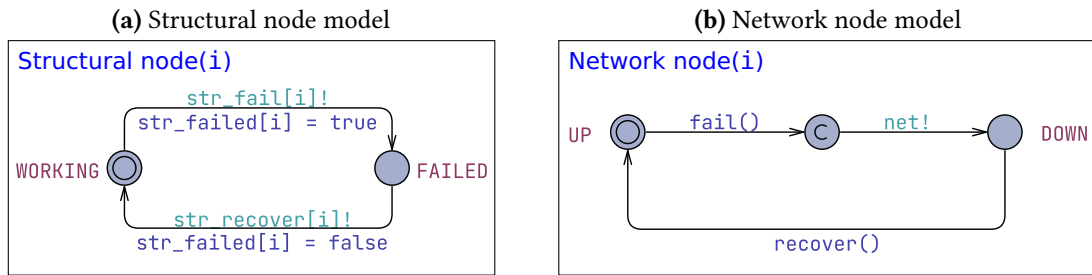 (a) Structural node model
Structural node(i)
str_fail[i]!
str_failed[i] = true
WORKING
FAILED
str_recover[i]!
str_failed[i] = false
(b) Network node model
Network node(i)
UP
fail()
C
net!
DOWN
recover()